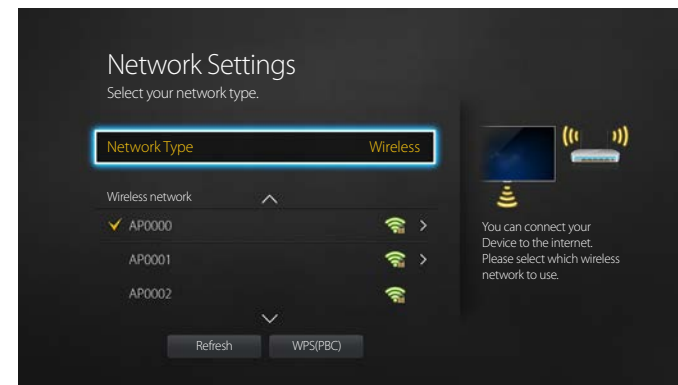 Network Settings
Select your network type.
Network Type Wireless
Wireless network
AP0000
AP0001
AP0002
Refresh WPS(PBC)
You can connect your
Device to the internet.
Please select which wireless
network to use.